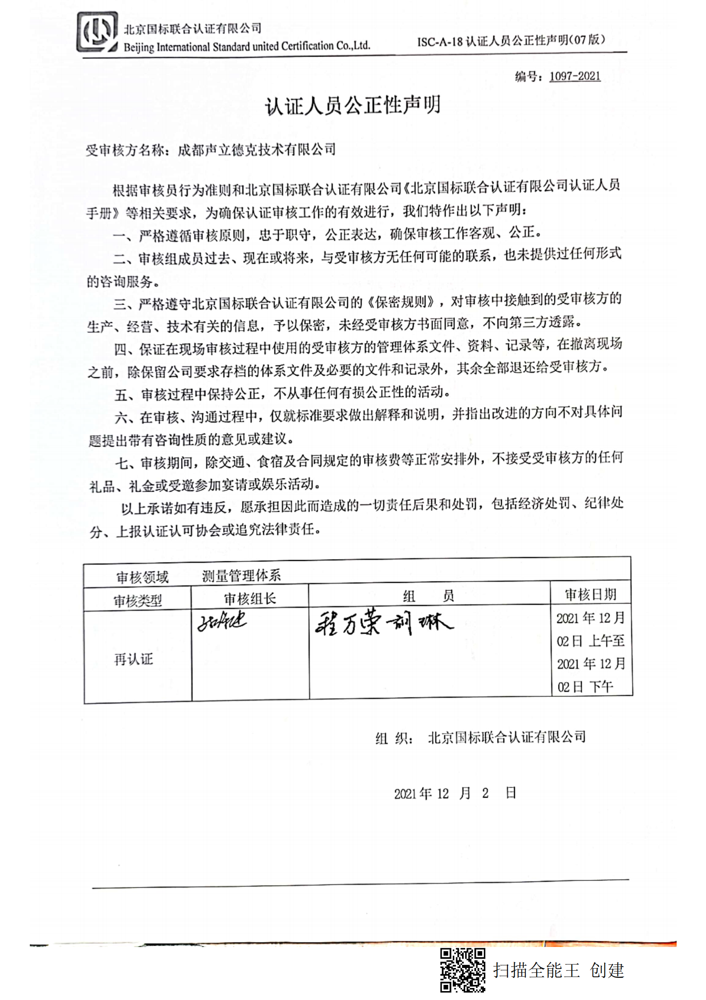 北京国标联合认证有限公司
Beijing International Standard united Certification Co.,Ltd.
ISC-A-18 认证人员公正性声明(07 版)
编号：1097-2021
认证人员公正性声明
受审核方名称：成都声立德克技术有限公司
根据审核员行为准则和北京国标联合认证有限公司《北京国标联合认证有限公司认证人员
手册》等相关要求，为确保认证审核工作的有效进行，我们特作出以下声明：
一、严格遵循审核原则，忠于职守，公正表达，确保审核工作客观、公正。
二、审核组成员过去、现在或将来，与受审核方无任何可能的联系，也未提供过任何形式
的咨询服务。
三、严格遵守北京国标联合认证有限公司的《保密规则》，对审核中接触到的受审核方的
生产、经营、技术有关的信息，予以保密，未经受审核方书面同意，不向第三方透露。
四、保证在现场审核过程中使用的受审核方的管理体系文件、资料、记录等，在撤离现场
之前，除保留公司要求存档的体系文件及必要的文件和记录外，其余全部退还给受审核方。
五、审核过程中保持公正，不从事任何有损公正性的活动。
六、在审核、沟通过程中，仅就标准要求做出解释和说明，并指出改进的方向不对具体问
题提出带有咨询性质的意见或建议。
七、审核期间，除交通、食宿及合同规定的审核费等正常安排外，不接受受审核方的任何
礼品、礼金或受邀参加宴请或娱乐活动。
以上承诺如有违反，愿承担因此而造成的一切责任后果和处罚，包括经济处罚、纪律处
分、上报认证认可协会或追究法律责任。
审核领域 测量管理体系
审核类型 审核组长 组 员 审核日期
再认证
程万荣 胡琳
2021 年 12 月
02 日 上午至
2021 年 12 月
02 日 下午
组 织： 北京国标联合认证有限公司
2021 年 12 月 2 日
扫描全能王 创建